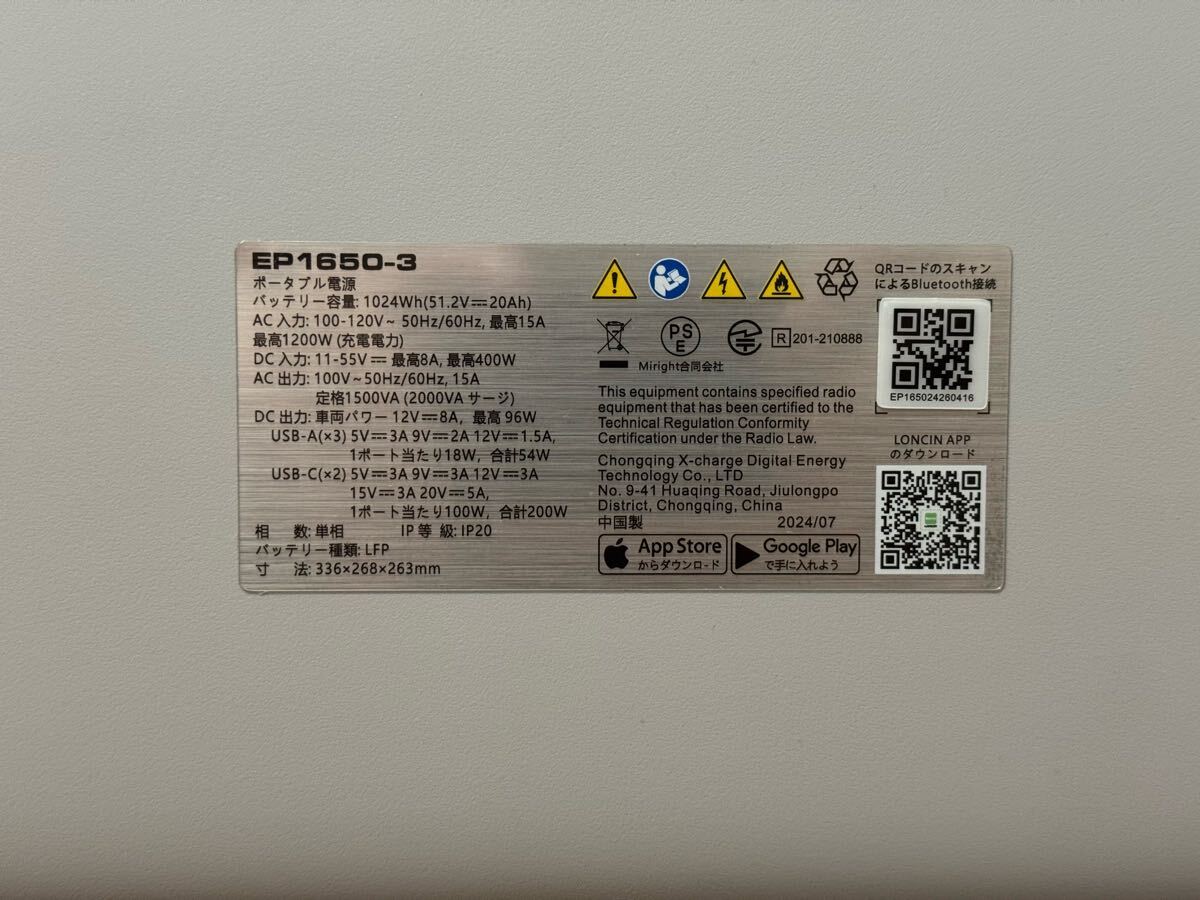 EP1650-3
ポータブル電源
バッテリー容量: 1024Wh(51.2V⎓20Ah)
AC 入力: 100-120V~ 50Hz/60Hz, 最高15A
最高1200W (充電電力)
DC 入力: 11-55V⎓ 最高8A, 最高400W
AC 出力: 100V~50Hz/60Hz, 15A
定格1500VA (2000VA サージ)
DC 出力: 車両パワー 12V⎓8A, 最高 96W
USB-A(×3) 5V⎓3A 9V⎓2A 12V⎓1.5A,
1ポート当たり18W, 合計54W
USB-C(×2) 5V⎓3A 9V⎓3A 12V⎓3A
15V⎓3A 20V⎓5A,
1ポート当たり100W, 合計200W
相 数: 単相 IP 等 級: IP20
バッテリー種類: LFP
寸 法: 336×268×263mm
PS
E
R 201-210888
Miright合同会社
This equipment contains specified radio
equipment that has been certified to the
Technical Regulation Conformity
Certification under the Radio Law.
Chongqing X-charge Digital Energy
Technology Co., LTD
No. 9-41 Huaqing Road, Jiulongpo
District, Chongqing, China
中国製 2024/07
App Store
からダウンロード
Google Play
で手に入れよう
QRコードのスキャン
によるBluetooth接続
EP165024260416
LONCIN APP
のダウンロード